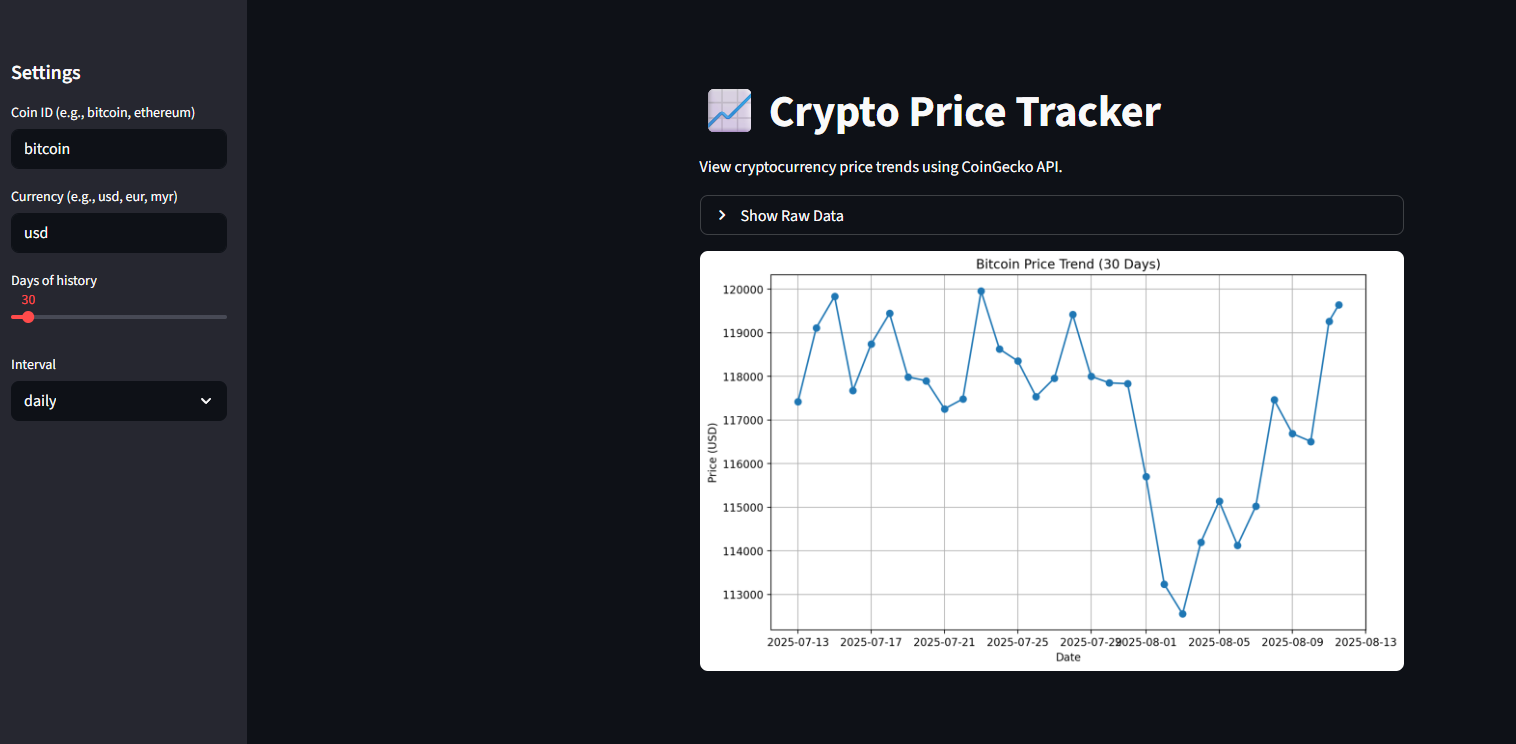 Settings
Coin ID (e.g., bitcoin, ethereum)
bitcoin
Currency (e.g., usd, eur, myr)
usd
Days of history
30
Interval
daily
Crypto Price Tracker
View cryptocurrency price trends using CoinGecko API.
Show Raw Data
Bitcoin Price Trend (30 Days)
120000
119000
118000
117000
116000
115000
114000
113000
Price (USD)
2025-07-13 2025-07-17 2025-07-21 2025-07-25 2025-07-29 2025-08-01 2025-08-05 2025-08-09 2025-08-13
Date